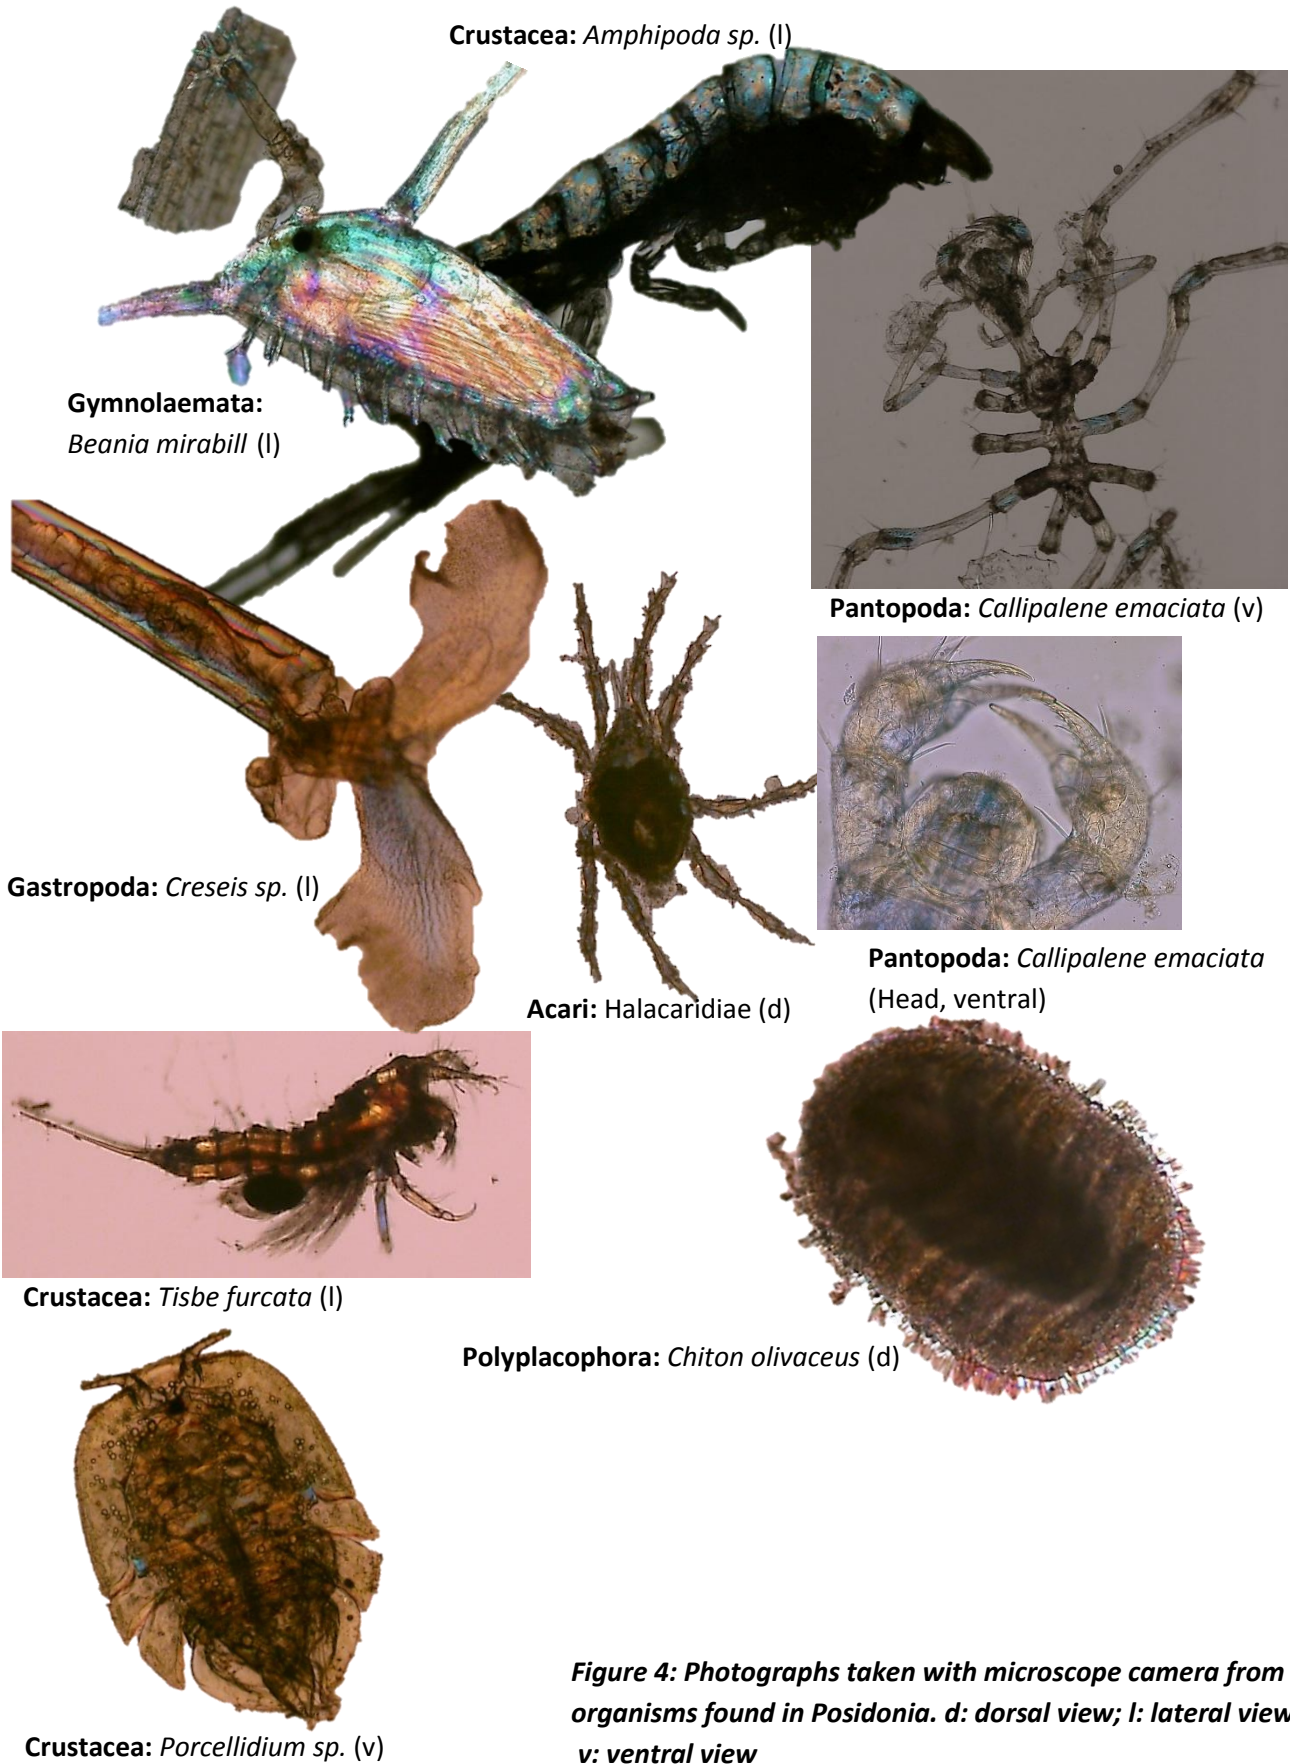 Crustacea: Amphipoda sp. (l)
Gymnolaemata:
Beania mirabill (l)
Pantopoda: Callipalene emaciata (v)
Gastropoda: Creseis sp. (l)
Pantopoda: Callipalene emaciata
(Head, ventral)
Acari: Halacaridiae (d)
Crustacea: Tisbe furcata (l)
Polyplacophora: Chiton olivaceus (d)
Figure 4: Photographs taken with microscope camera from
organisms found in Posidonia. d: dorsal view; l: lateral view
v: ventral view
Crustacea: Porcellidium sp. (v)